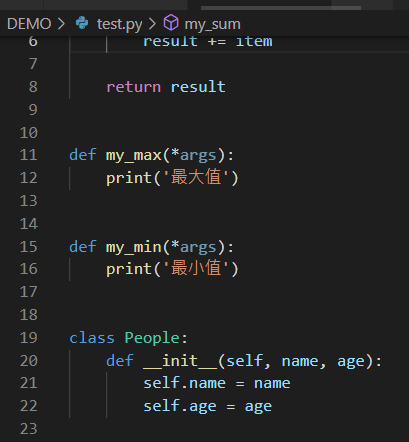 DEMO > test.py > my_sum
6 result += item
7
8 return result
9
10
11 def my_max(*args):
12 print('最大值')
13
14
15 def my_min(*args):
16 print('最小值')
17
18
19 class People:
20 def __init__(self, name, age):
21 self.name = name
22 self.age = age
23